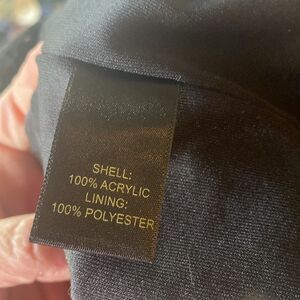 SHELL:
100% ACRYLIC
LINING:
100% POLYESTER